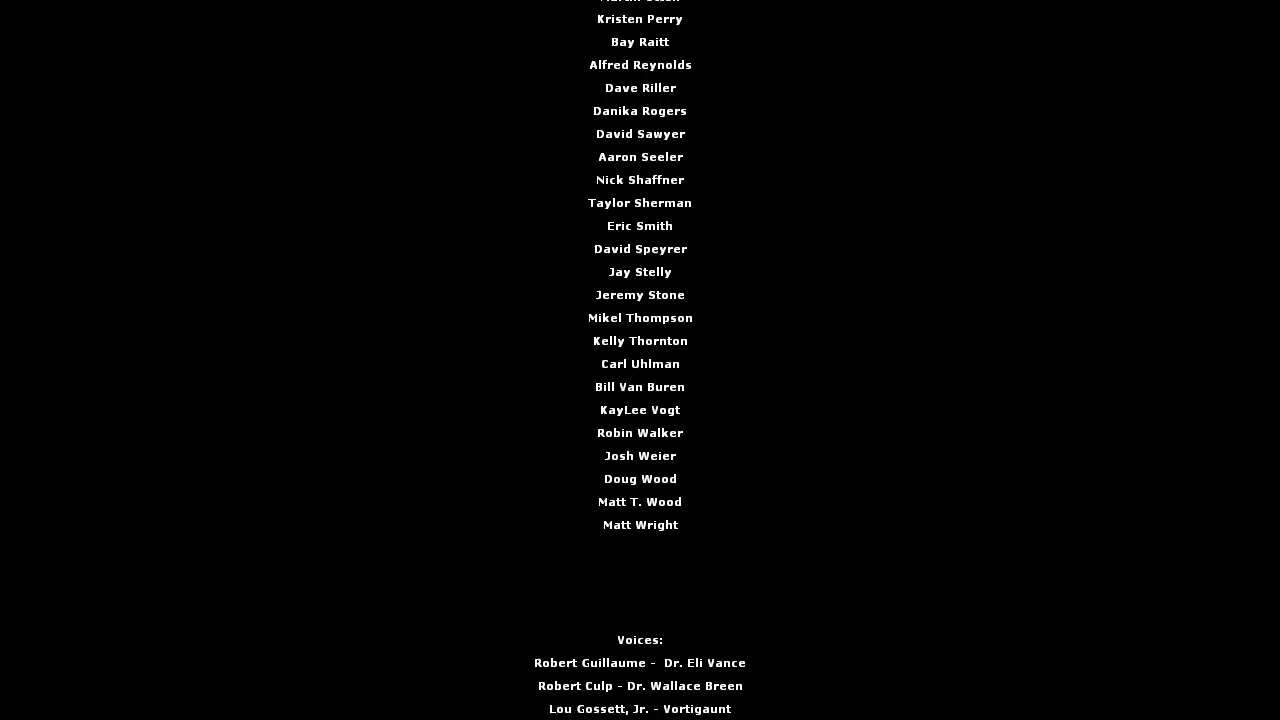 Kristen Perry
Bay Raitt
Alfred Reynolds
Dave Riller
Danika Rogers
David Sawyer
Aaron Seeler
Nick Shaffner
Taylor Sherman
Eric Smith
David Speyrer
Jay Stelly
Jeremy Stone
Mikel Thompson
Kelly Thornton
Carl Uhlman
Bill Van Buren
KayLee Vogt
Robin Walker
Josh Weier
Doug Wood
Matt T. Wood
Matt Wright
Voices:
Robert Guillaume -  Dr. Eli Vance
Robert Culp - Dr. Wallace Breen
Lou Gossett, Jr. - Vortigaunt